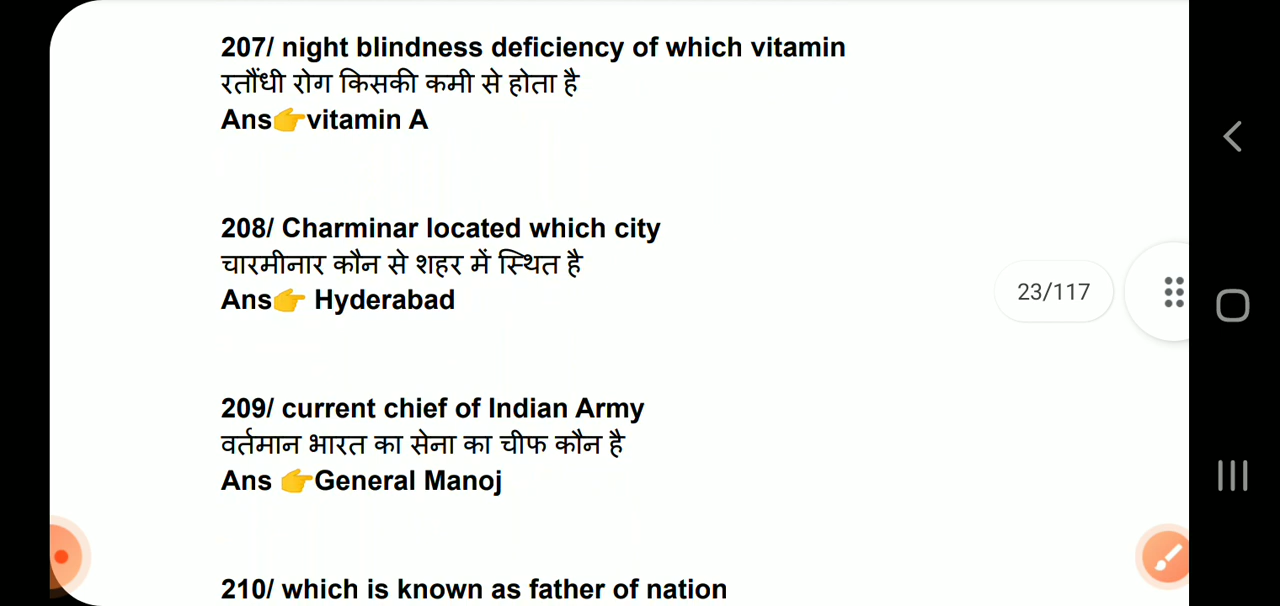 207/ night blindness deficiency of which vitamin
रतौंधी रोग किसकी कमी से होता है
Ans👉vitamin A
208/ Charminar located which city
चारमीनार कौन से शहर में स्थित है
Ans👉 Hyderabad
23/117
209/ current chief of Indian Army
वर्तमान भारत का सेना का चीफ कौन है
Ans 👉General Manoj
210/ which is known as father of nation